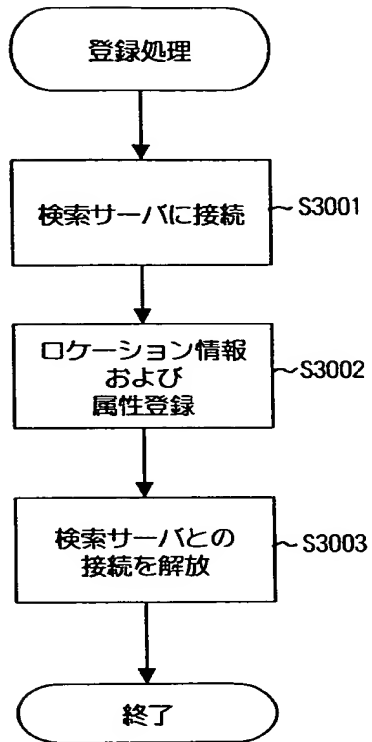 登録処理
検索サーバに接続
S3001
ロケーション情報
および
属性登録
S3002
検索サーバとの
接続を解放
S3003
終了